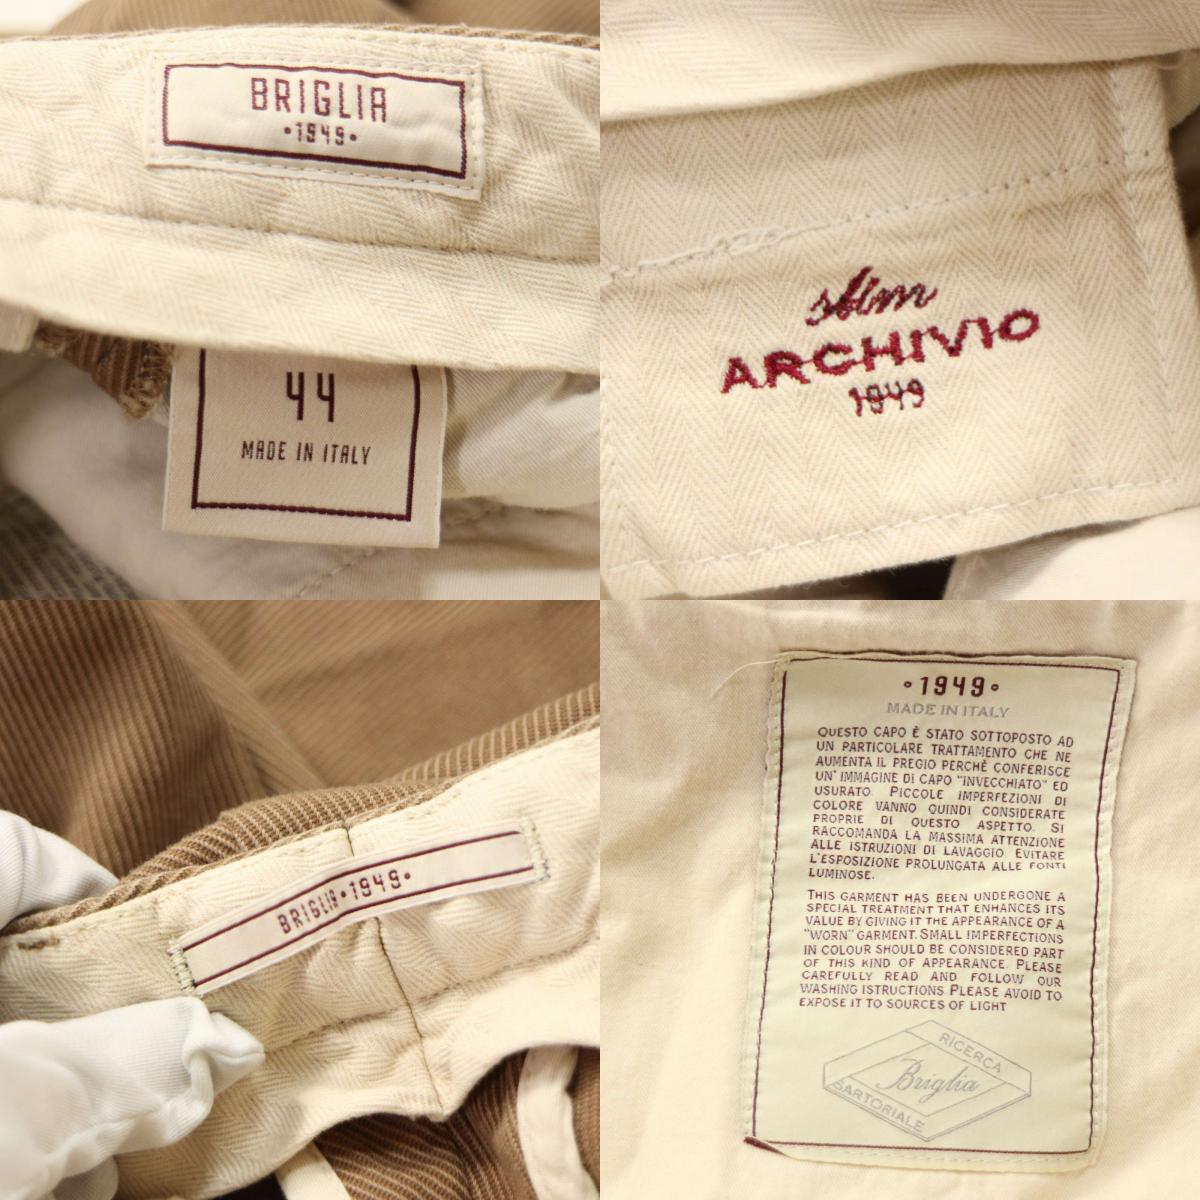 BRIGLIA
•1949•
44
MADE IN ITALY
slim
ARCHIVIO
1949
BRIGLIA•1949•
•1949•
MADE IN ITALY
QUESTO CAPO È STATO SOTTOPOSTO AD
UN PARTICOLARE TRATTAMENTO CHE NE
AUMENTA IL PREGIO PERCHÈ CONFERISCE
UN' IMMAGINE DI CAPO "INVECCHIATO" ED
USURATO. PICCOLE IMPERFEZIONI DI
COLORE VANNO QUINDI CONSIDERATE
PROPRIE DI QUESTO ASPETTO. SI
RACCOMANDA LA MASSIMA ATTENZIONE
ALLE ISTRUZIONI DI LAVAGGIO. EVITARE
L'ESPOSIZIONE PROLUNGATA ALLE FONTI
LUMINOSE.
THIS GARMENT HAS BEEN UNDERGONE A
SPECIAL TREATMENT THAT ENHANCES ITS
VALUE BY GIVING IT THE APPEARANCE OF A
"WORN" GARMENT. SMALL IMPERFECTIONS
IN COLOUR SHOULD BE CONSIDERED PART
OF THIS KIND OF APPEARANCE. PLEASE
CAREFULLY READ AND FOLLOW OUR
WASHING ISTRUCTIONS. PLEASE AVOID TO
EXPOSE IT TO SOURCES OF LIGHT
RICERCA
Briglia
SARTORIALE